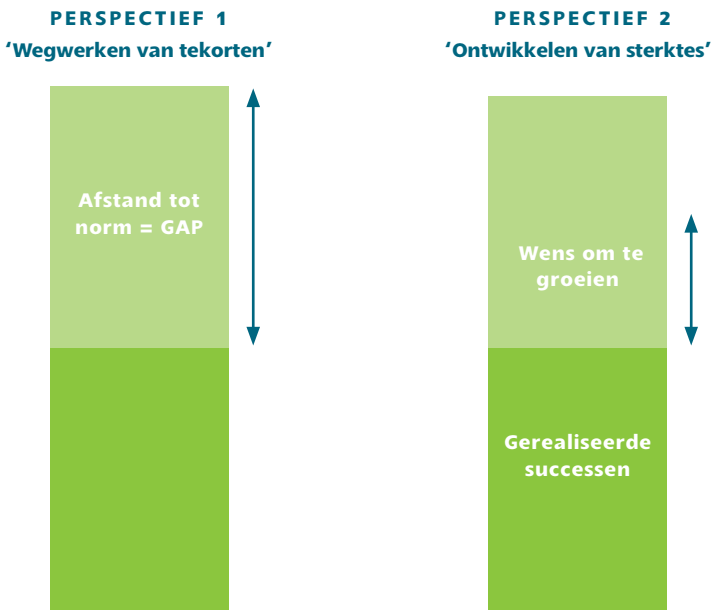 PERSPECTIEF 1
‘Wegwerken van tekorten’
Afstand tot
norm = GAP
PERSPECTIEF 2
‘Ontwikkelen van sterktes’
Wens om te
groeien
Gerealiseerde
successen